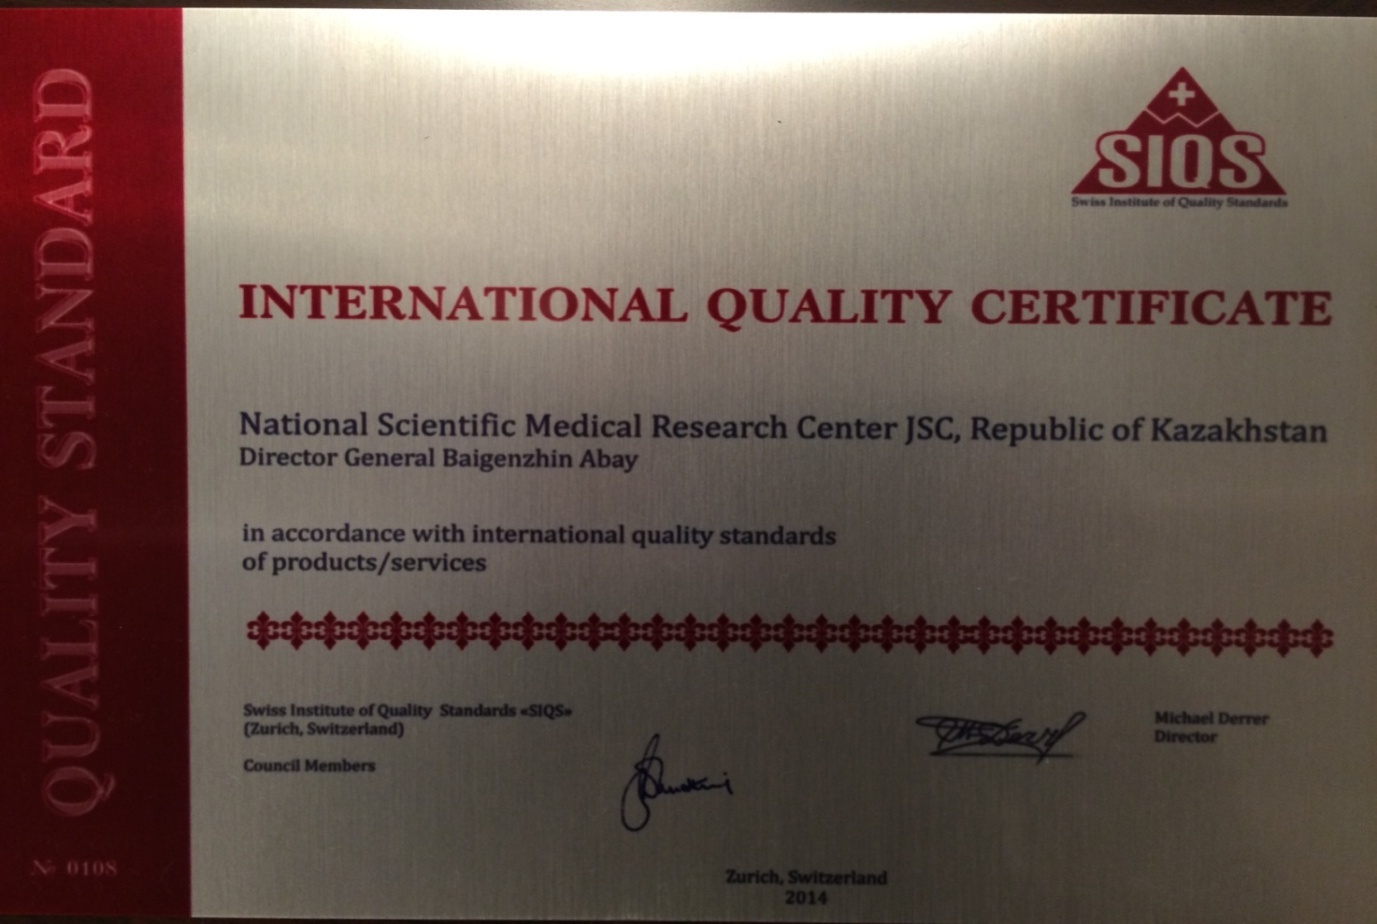 QUALITY STANDARD
№ 0108
SIQS
Swiss Institute of Quality Standards
INTERNATIONAL QUALITY CERTIFICATE
National Scientific Medical Research Center JSC, Republic of Kazakhstan
Director General Baigenzhin Abay
in accordance with international quality standards
of products/services
Swiss Institute of Quality Standards «SIQS»
(Zurich, Switzerland)
Council Members
Michael Derrer
Director
Zurich, Switzerland
2014